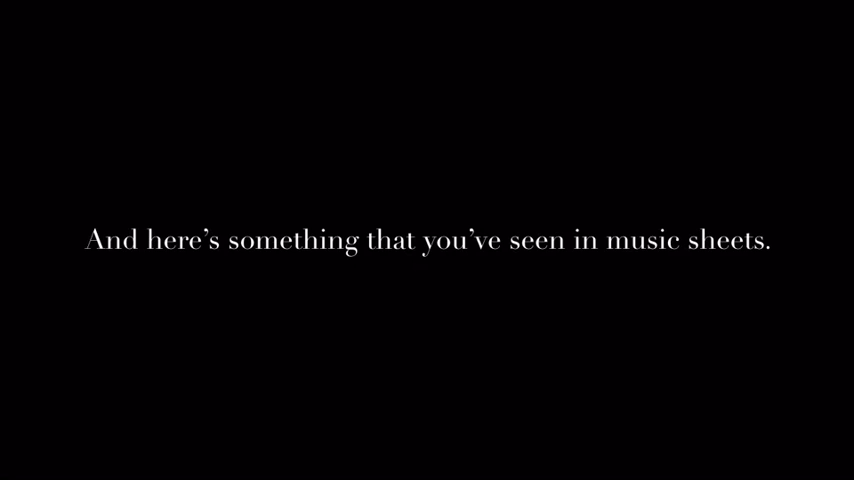 And here’s something that you’ve seen in music sheets.